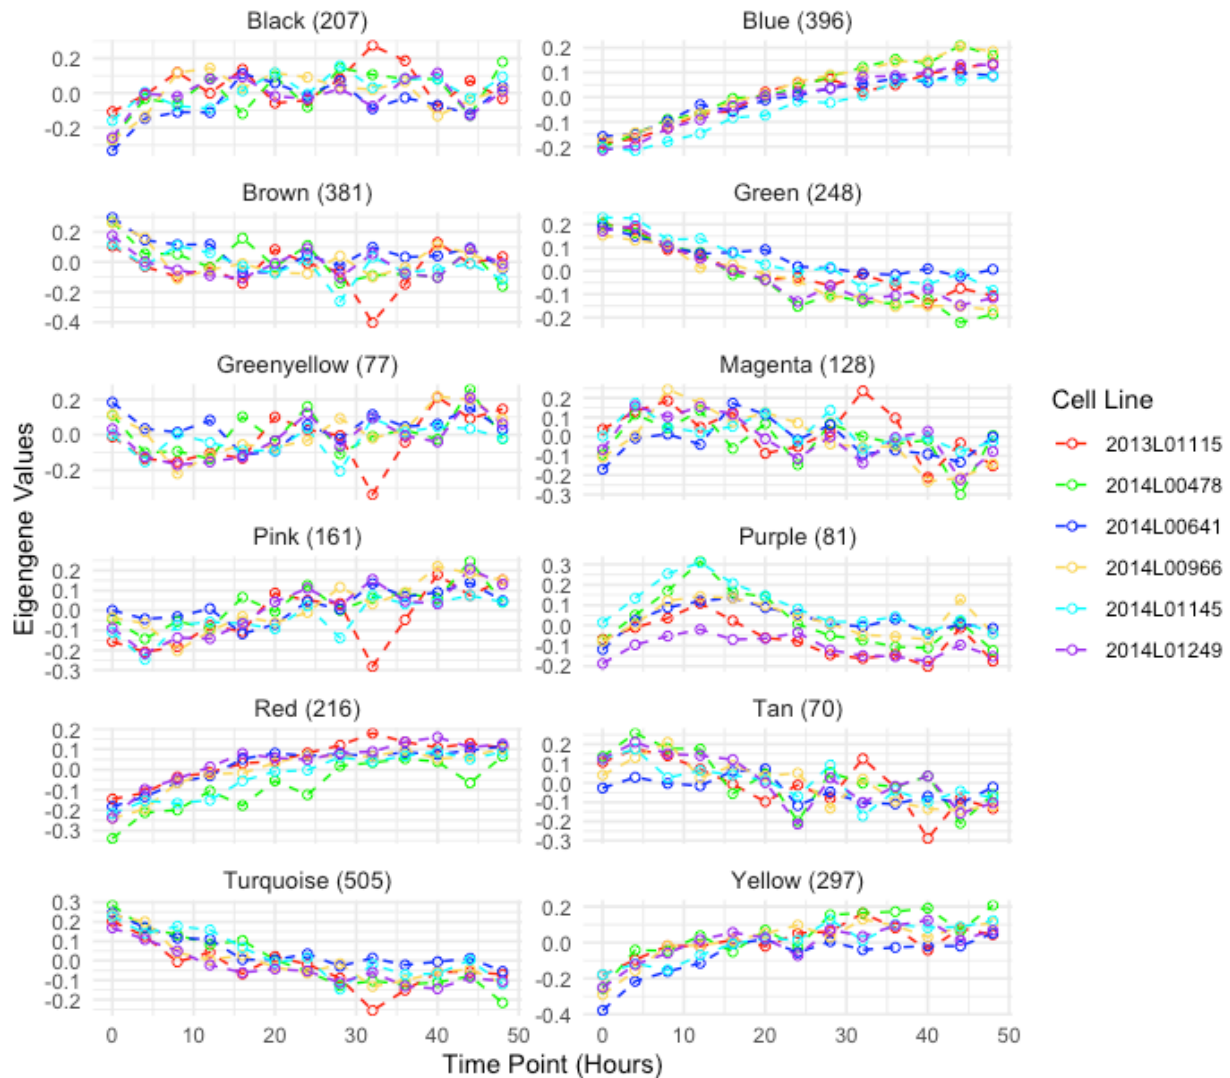 Black (207)
Blue (396)
0.2
0.0
-0.2
0.2
0.1
0.0
-0.1
-0.2
Brown (381)
Green (248)
0.2
0.0
-0.2
-0.4
0.2
0.1
0.0
-0.1
-0.2
Greenyellow (77)
Magenta (128)
0.2
0.0
-0.2
0.2
0.1
0.0
-0.1
-0.2
-0.3
Pink (161)
Purple (81)
0.2
0.1
0.0
-0.1
-0.2
-0.3
0.3
0.2
0.1
0.0
-0.1
-0.2
Red (216)
Tan (70)
0.2
0.1
0.0
-0.1
-0.2
-0.3
0.2
0.1
0.0
-0.1
-0.2
-0.3
Turquoise (505)
Yellow (297)
0.3
0.2
0.1
0.0
-0.1
-0.2
0.2
0.0
-0.2
-0.4
0 10 20 30 40 50
0 10 20 30 40 50
Time Point (Hours)
Eigengene Values
Cell Line
2013L01115
2014L00478
2014L00641
2014L00966
2014L01145
2014L01249